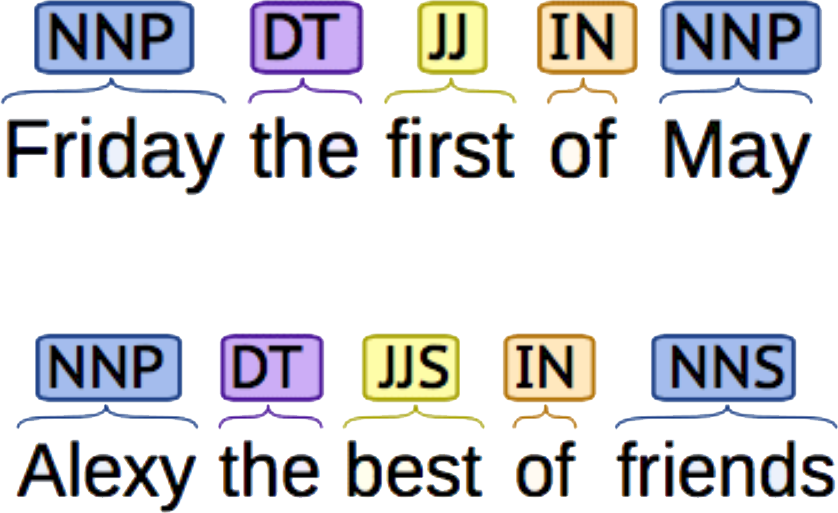 NNP DT JJ IN NNP
Friday the first of May
NNP DT JJS IN NNS
Alexy the best of friends